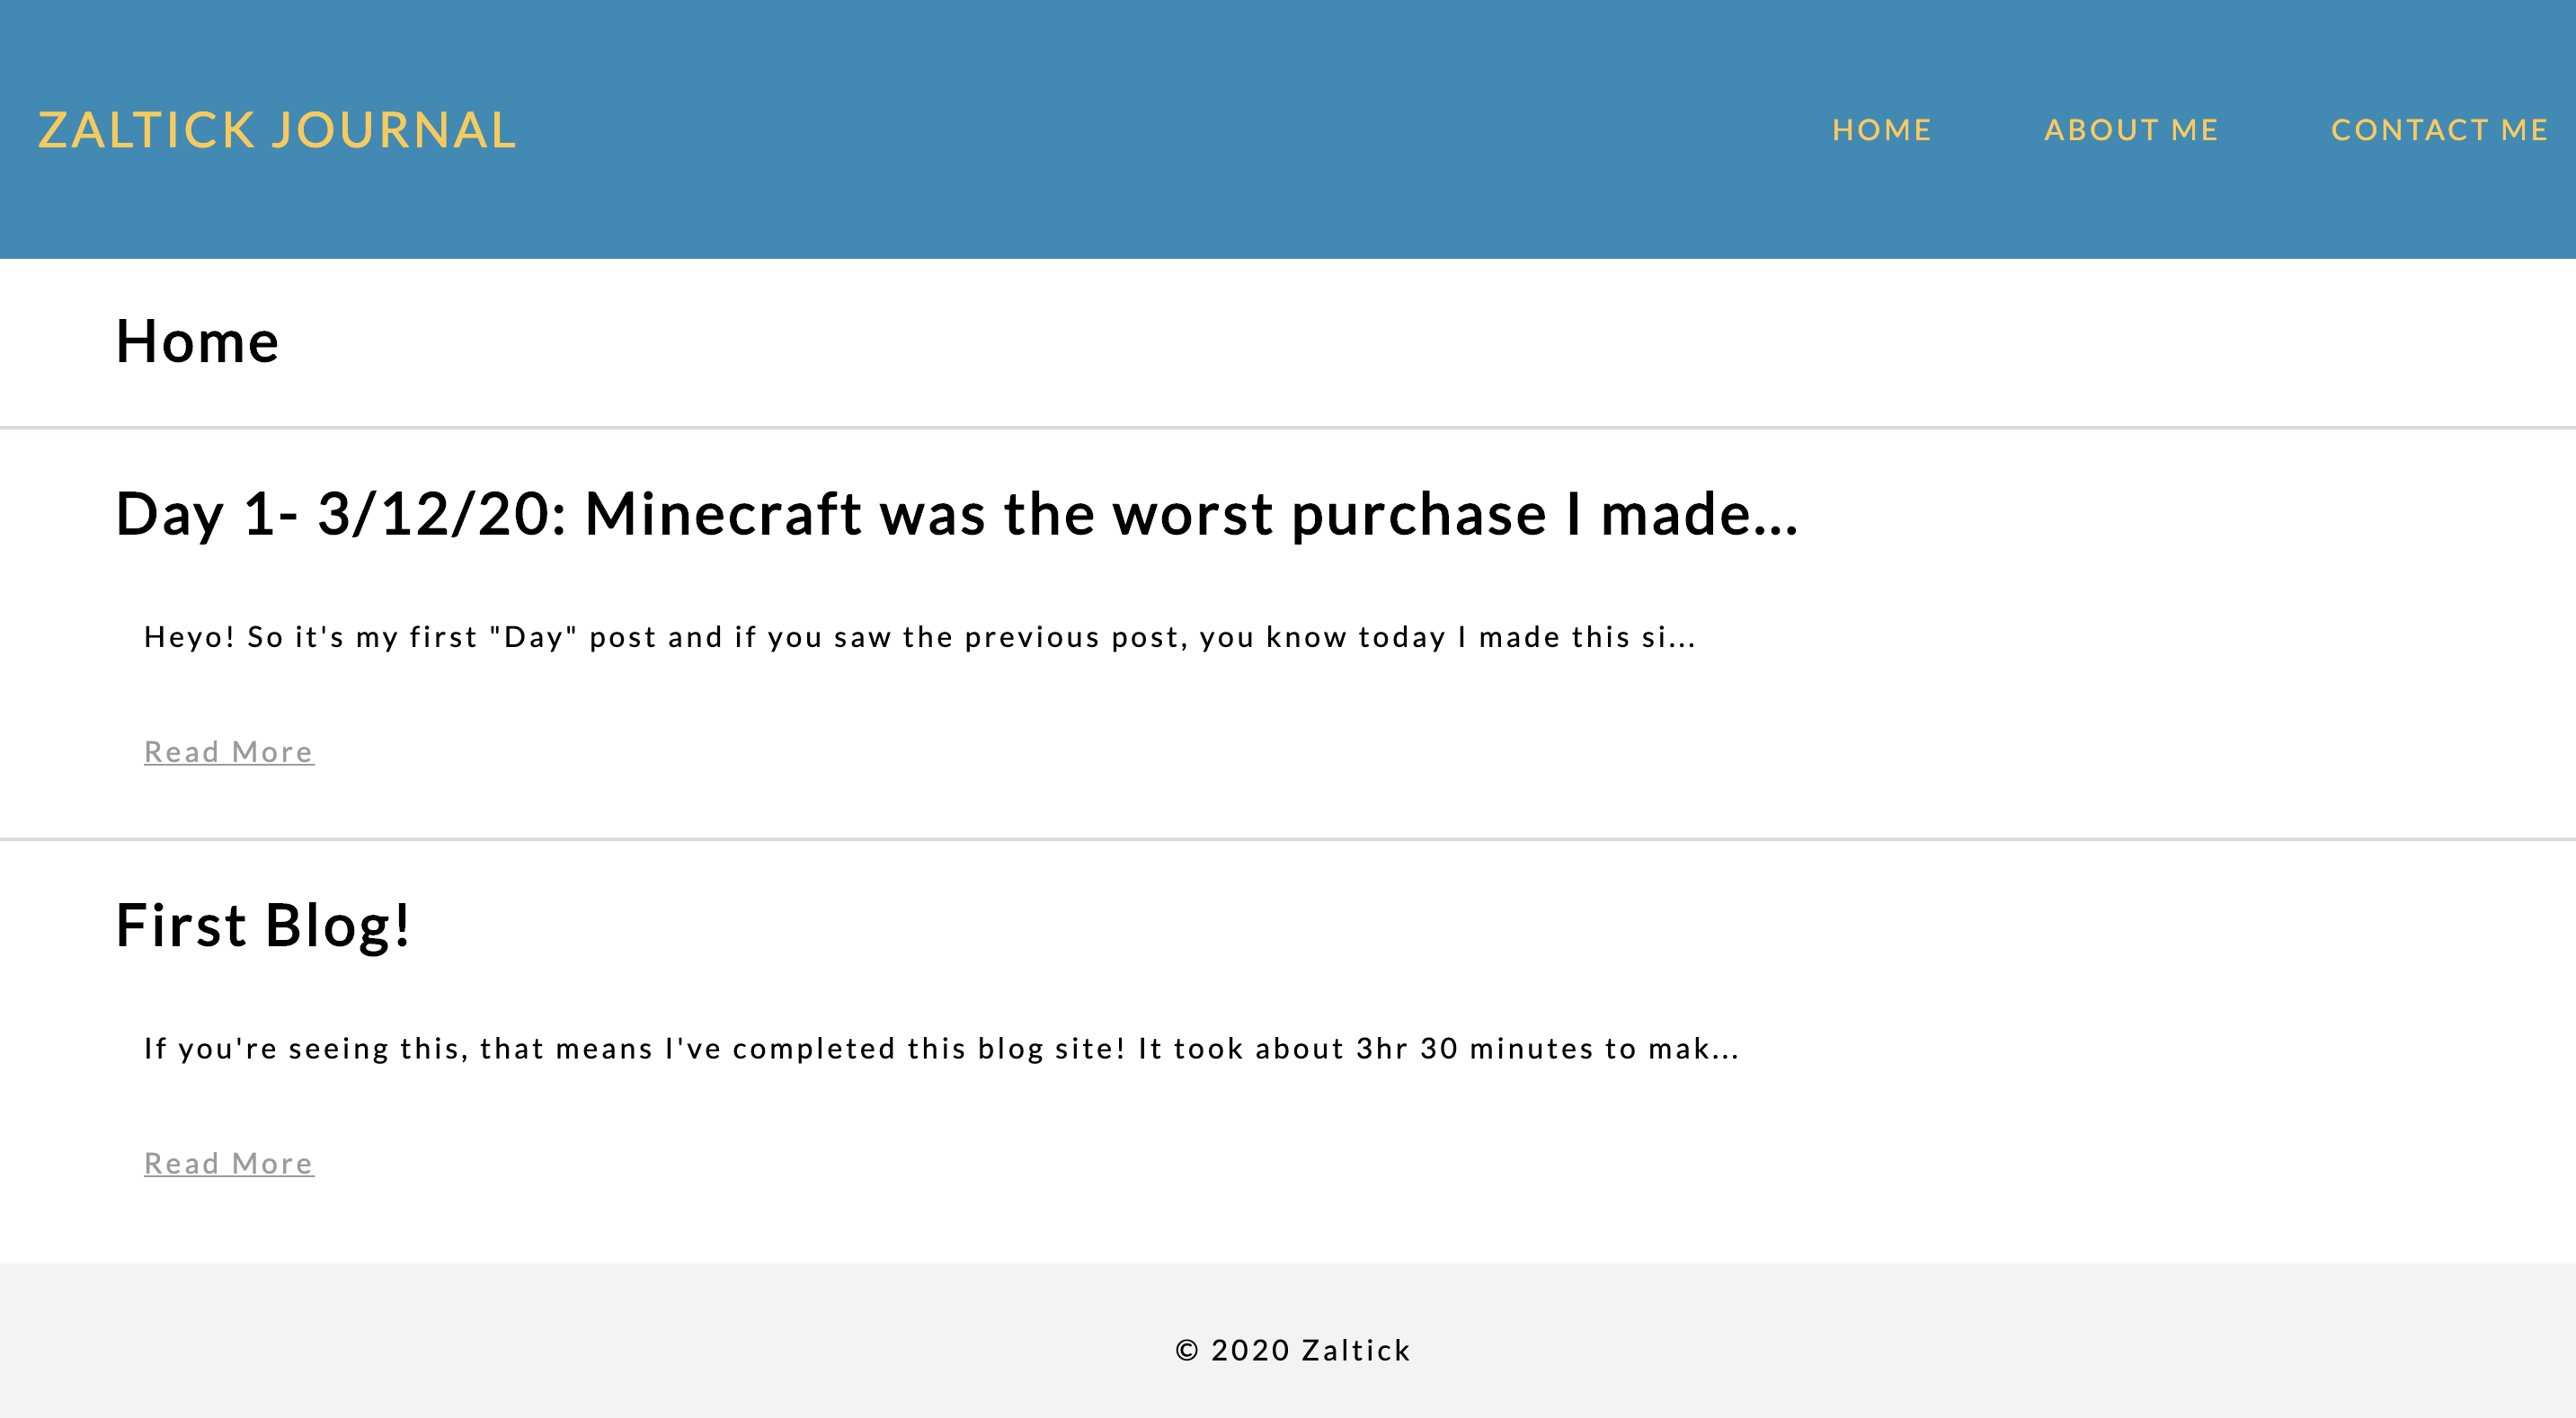 ZALTICK JOURNAL
HOME ABOUT ME CONTACT ME
Home
Day 1- 3/12/20: Minecraft was the worst purchase I made...
Heyo! So it's my first "Day" post and if you saw the previous post, you know today I made this si...
Read More
First Blog!
If you're seeing this, that means I've completed this blog site! It took about 3hr 30 minutes to mak...
Read More
© 2020 Zaltick